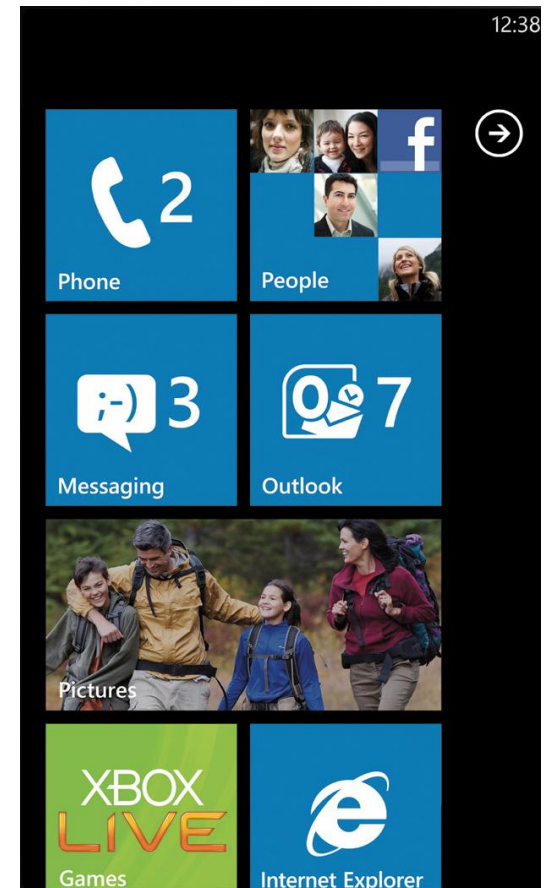 12:38
2
Phone
f
People
;-) 3
Messaging
O 7
Outlook
Pictures
XBOX
LIVE
Games
e
Internet Explorer